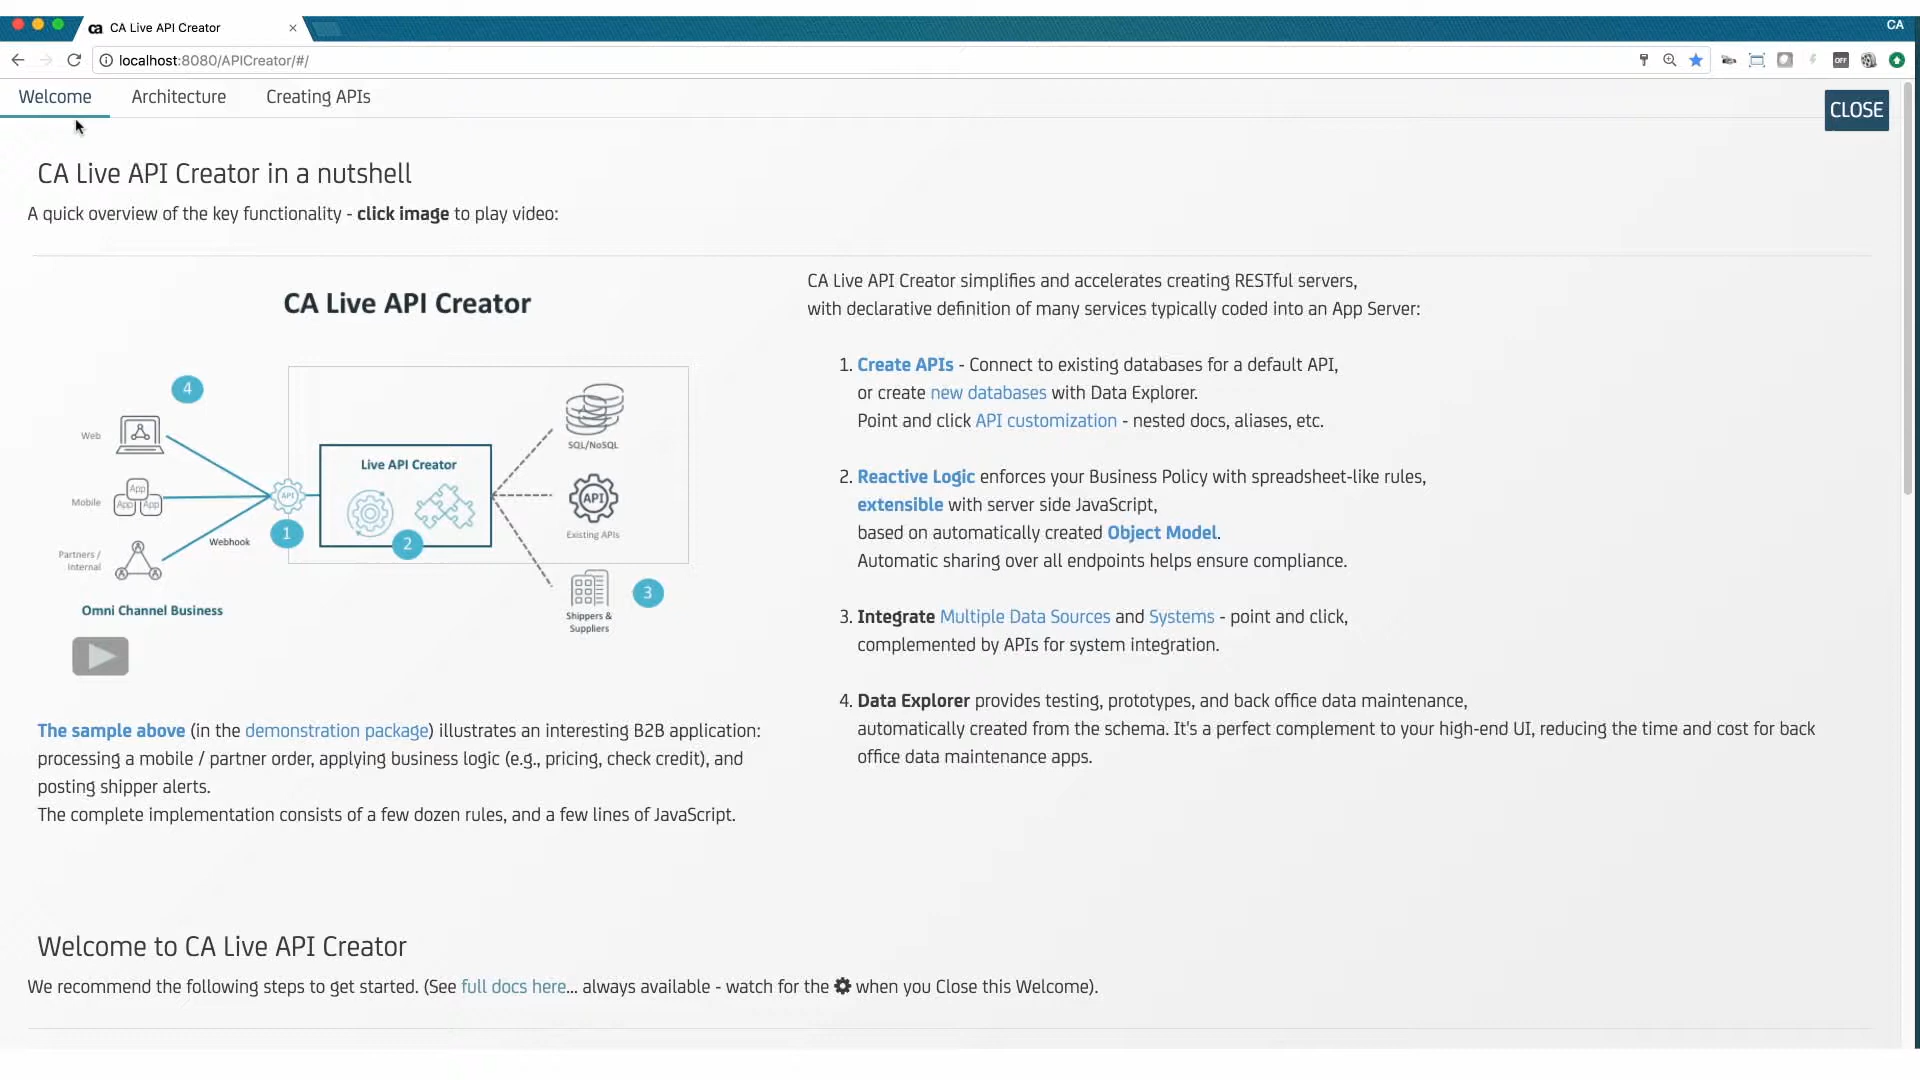 CA Live API Creator
CA
localhost:8080/APICreator/#/
OFF
Welcome
Architecture
Creating APIs
CLOSE
CA Live API Creator in a nutshell
A quick overview of the key functionality - click image to play video:
CA Live API Creator
4
Web
Mobile
App
App
App
Partners /
Internal
Omni Channel Business
Webhook
API
1
Live API Creator
2
SQL/NoSQL
API
Existing APIs
Shippers &
Suppliers
3
The sample above (in the demonstration package) illustrates an interesting B2B application:
processing a mobile / partner order, applying business logic (e.g., pricing, check credit), and
posting shipper alerts.
The complete implementation consists of a few dozen rules, and a few lines of JavaScript.
CA Live API Creator simplifies and accelerates creating RESTful servers,
with declarative definition of many services typically coded into an App Server:
1. Create APIs - Connect to existing databases for a default API,
or create new databases with Data Explorer.
Point and click API customization - nested docs, aliases, etc.
2. Reactive Logic enforces your Business Policy with spreadsheet-like rules,
extensible with server side JavaScript,
based on automatically created Object Model.
Automatic sharing over all endpoints helps ensure compliance.
3. Integrate Multiple Data Sources and Systems - point and click,
complemented by APIs for system integration.
4. Data Explorer provides testing, prototypes, and back office data maintenance,
automatically created from the schema. It's a perfect complement to your high-end UI, reducing the time and cost for back
office data maintenance apps.
Welcome to CA Live API Creator
We recommend the following steps to get started. (See full docs here... always available - watch for the when you Close this Welcome).